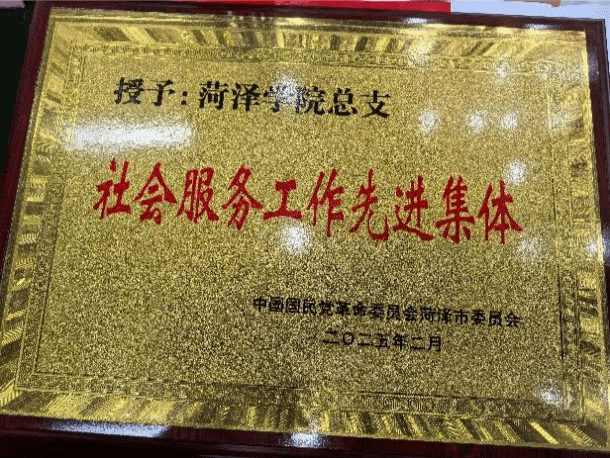 授予:菏泽学院总支
社会服务工作先进集体
中国国民党革命委员会菏泽市委员会
二〇二五年二月